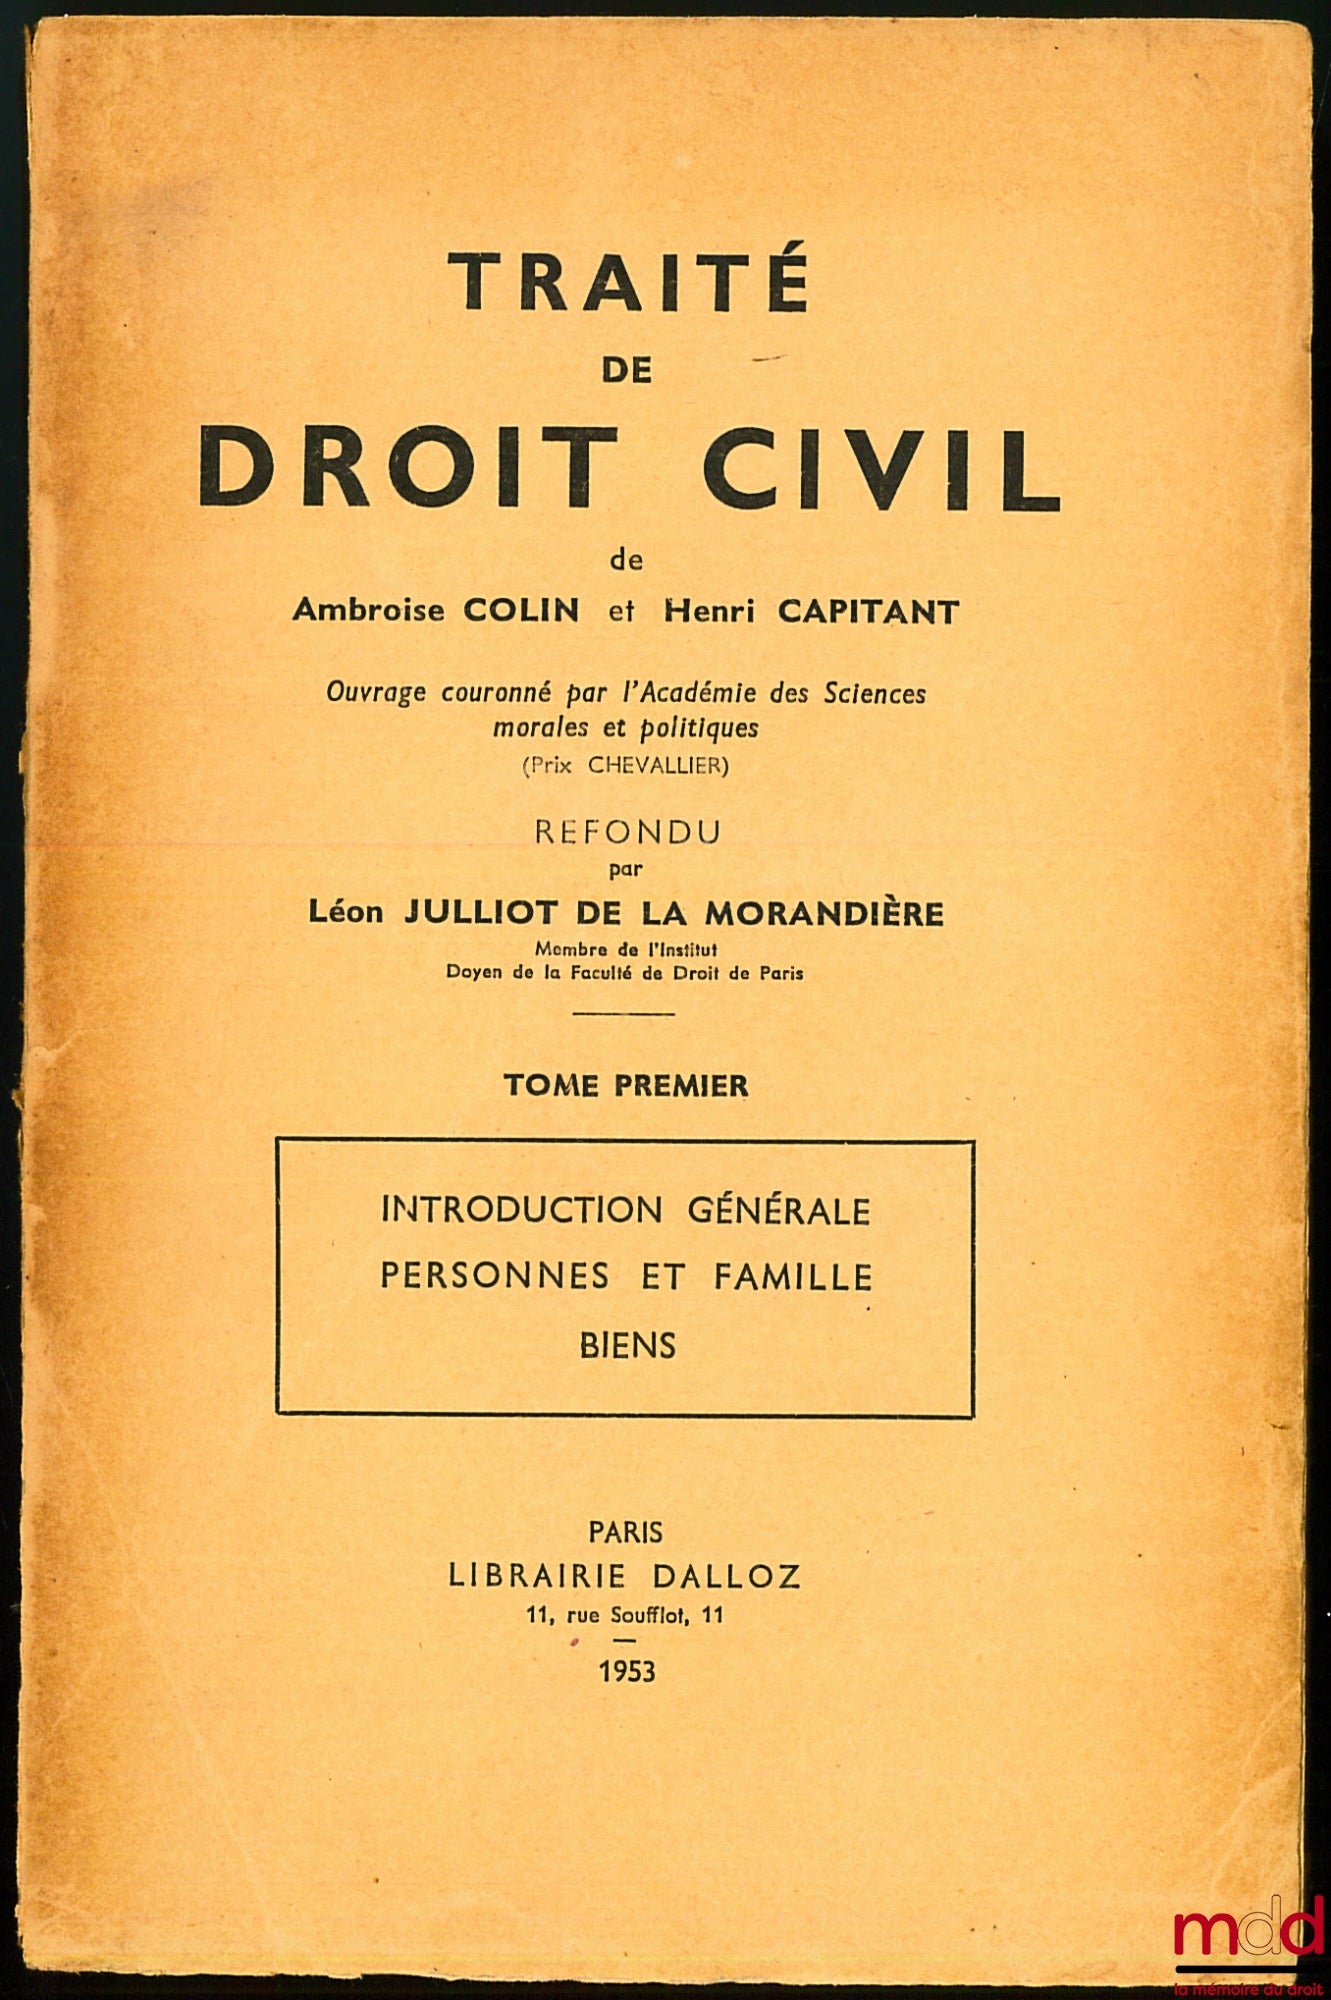 TRAITÉ
DE
DROIT CIVIL
de
Ambroise COLIN et Henri CAPITANT
Ouvrage couronné par l'Académie des Sciences
morales et politiques
(Prix CHEVALLIER)
REFONDU
par
Léon JULLIOT DE LA MORANDIÈRE
Membre de l'Institut
Doyen de la Faculté de Droit de Paris
TOME PREMIER
INTRODUCTION GÉNÉRALE
PERSONNES ET FAMILLE
BIENS
PARIS
LIBRAIRIE DALLOZ
11, rue Soufflot, 11
1953
mdd
la mémoire du droit